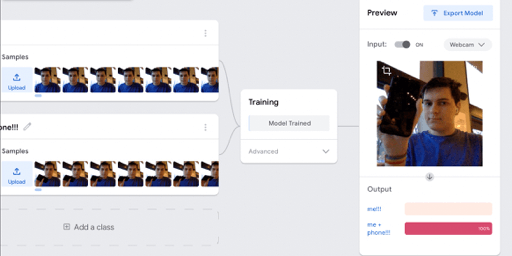 Samples
Upload
one!!!
Samples
Upload
Add a class
Training
Model Trained
Advanced
Preview
Export Model
Input:
ON
Webcam
Output
me!!!
me +
phone!!!
100%